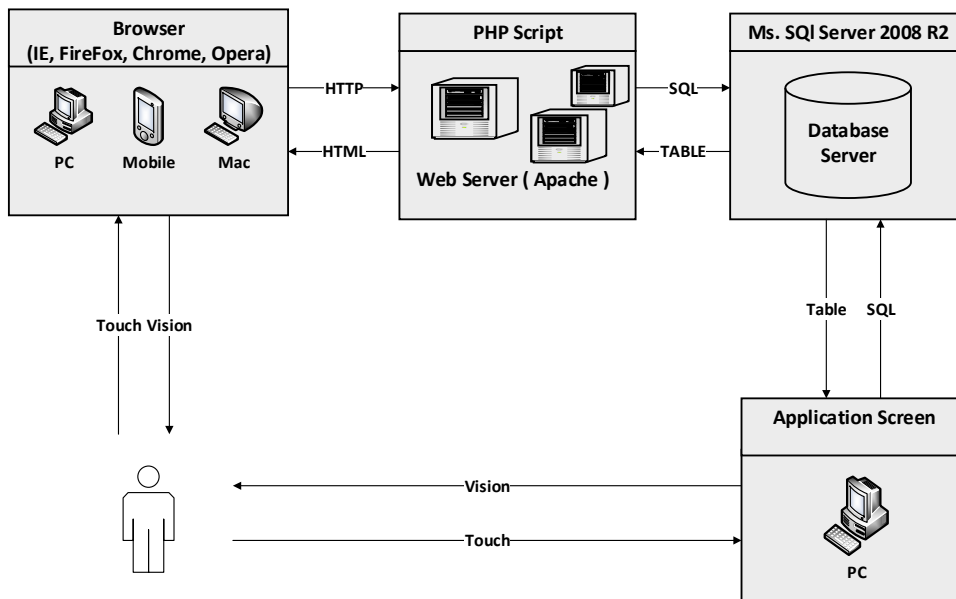 Browser
(IE, FireFox, Chrome, Opera)
PC
Mobile
Mac
HTTP
HTML
PHP Script
Web Server ( Apache )
SQL
TABLE
Ms. SQl Server 2008 R2
Database
Server
Touch
Vision
Table
SQL
Application Screen
PC
Vision
Touch